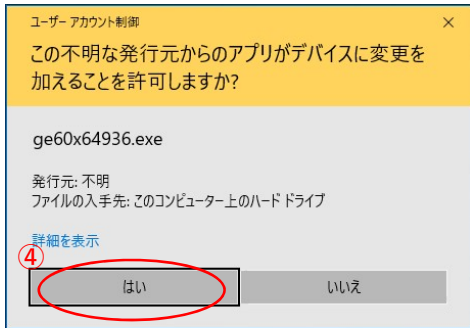 ユーザー アカウント制御
×
この不明な発行元からのアプリがデバイスに変更を
加えることを許可しますか?
ge60x64936.exe
発行元: 不明
ファイルの入手先: このコンピューター上のハード ドライブ
詳細を表示
④
はい
いいえ